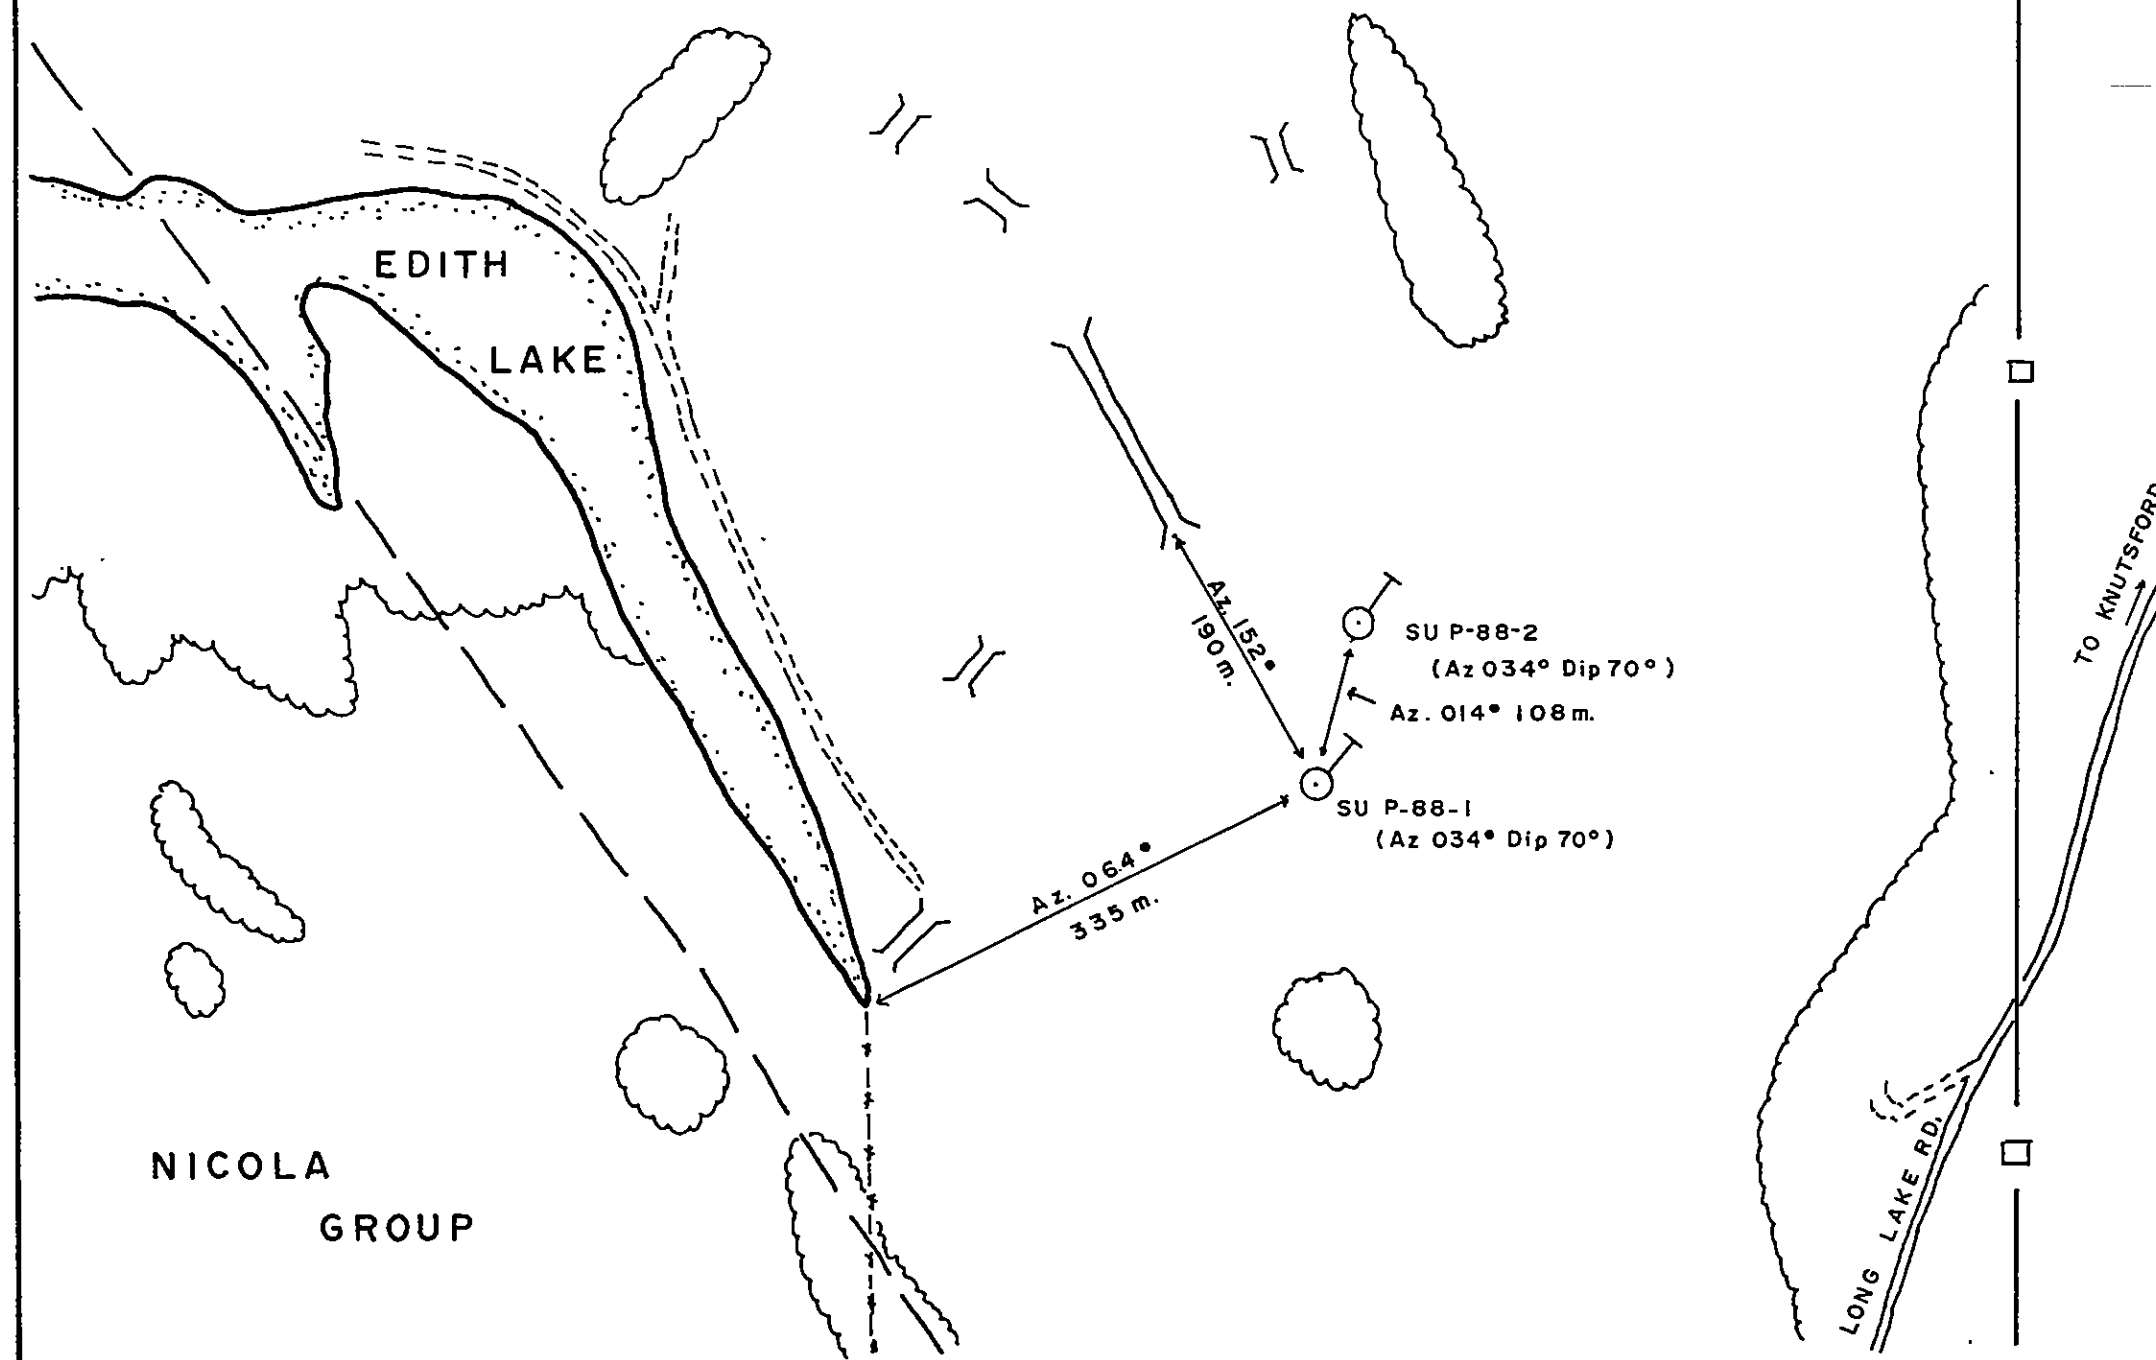 EDITH
LAKE
TO KNUTSFORD
Az. 152°
190 m.
SU P-88-2
(Az 034° Dip 70°)
Az. 014° 108 m.
SU P-88-1
(Az 034° Dip 70°)
Az. 064°
335 m.
NICOLA
GROUP
LONG LAKE RD.